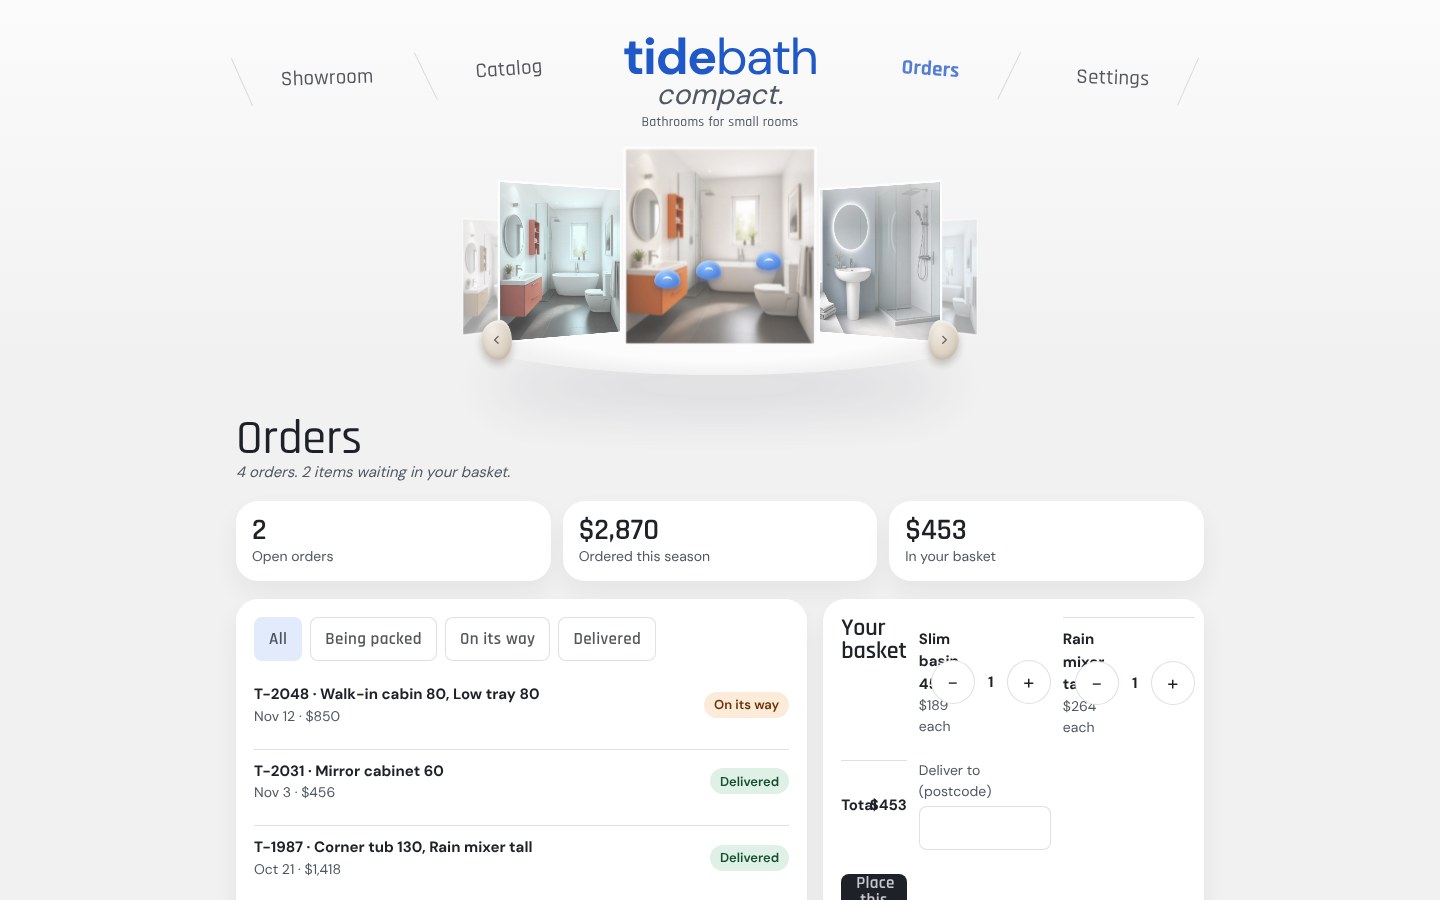 Showroom
Catalog
tidebath
compact.
Bathrooms for small rooms
Orders
Settings
Orders
4 orders. 2 items waiting in your basket.
2
Open orders
$2,870
Ordered this season
$453
In your basket
All
Being packed
On its way
Delivered
T-2048 · Walk-in cabin 80, Low tray 80
Nov 12 · $850
On its way
T-2031 · Mirror cabinet 60
Nov 3 · $456
Delivered
T-1987 · Corner tub 130, Rain mixer tall
Oct 21 · $1,418
Delivered
Your
basket
Slim
basin
$189
each
− 1 +
Rain
mixer
$264
each
− 1 +
Total
$453
Deliver to
(postcode)
Place
this